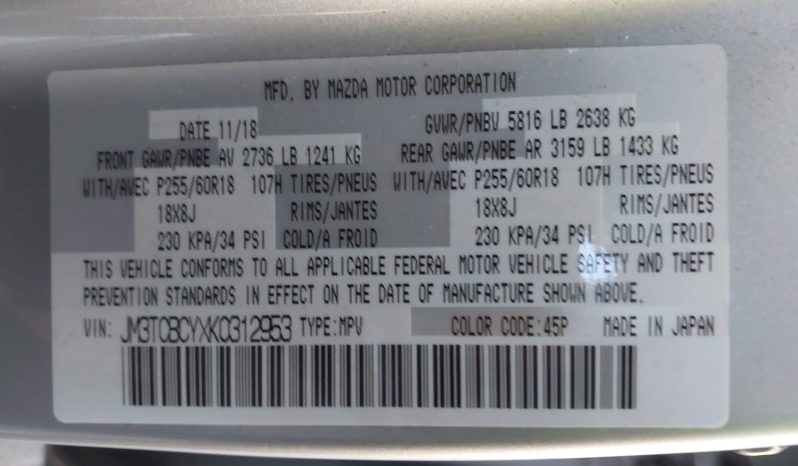 MFD. BY MAZDA MOTOR CORPORATION
DATE 11/18 GVWR/PNBV 5816 LB 2638 KG
FRONT GAWR/PNBE AV 2736 LB 1241 KG REAR GAWR/PNBE AR 3159 LB 1433 KG
WITH/AVEC P255/60R18 107H TIRES/PNEUS WITH/AVEC P255/60R18 107H TIRES/PNEUS
18X8J RIMS/JANTES 18X8J RIMS/JANTES
230 KPA/34 PSI COLD/A FROID 230 KPA/34 PSI COLD/A FROID
THIS VEHICLE CONFORMS TO ALL APPLICABLE FEDERAL MOTOR VEHICLE SAFETY AND THEFT
PREVENTION STANDARDS IN EFFECT ON THE DATE OF MANUFACTURE SHOWN ABOVE.
VIN: JM3TCBCYXK0312953 TYPE:MPV COLOR CODE:45P MADE IN JAPAN